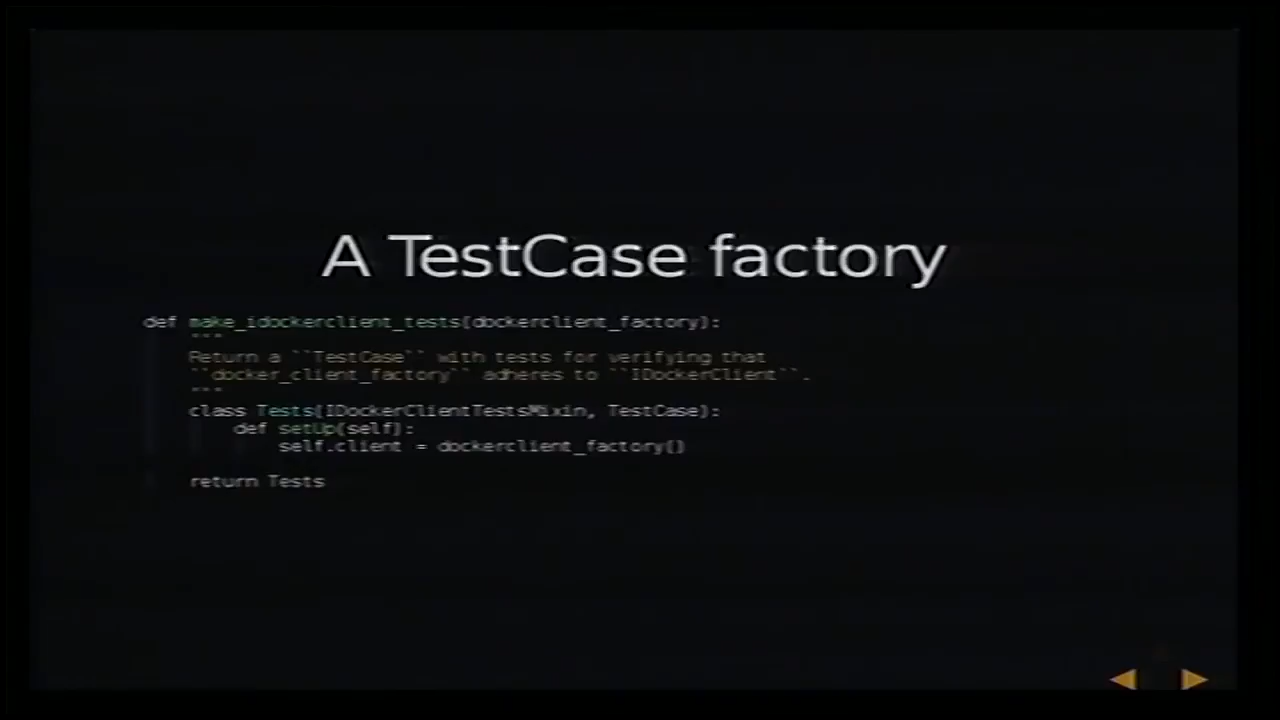 A TestCase factory
def make_idockerclient_tests(dockerclient_factory):
"""
Return a ``TestCase`` with tests for verifying that
``docker_client_factory`` adheres to ``IDockerClient``.
"""
class Tests(IDockerClientTestsMixin, TestCase):
def setUp(self):
self.client = dockerclient_factory()
return Tests